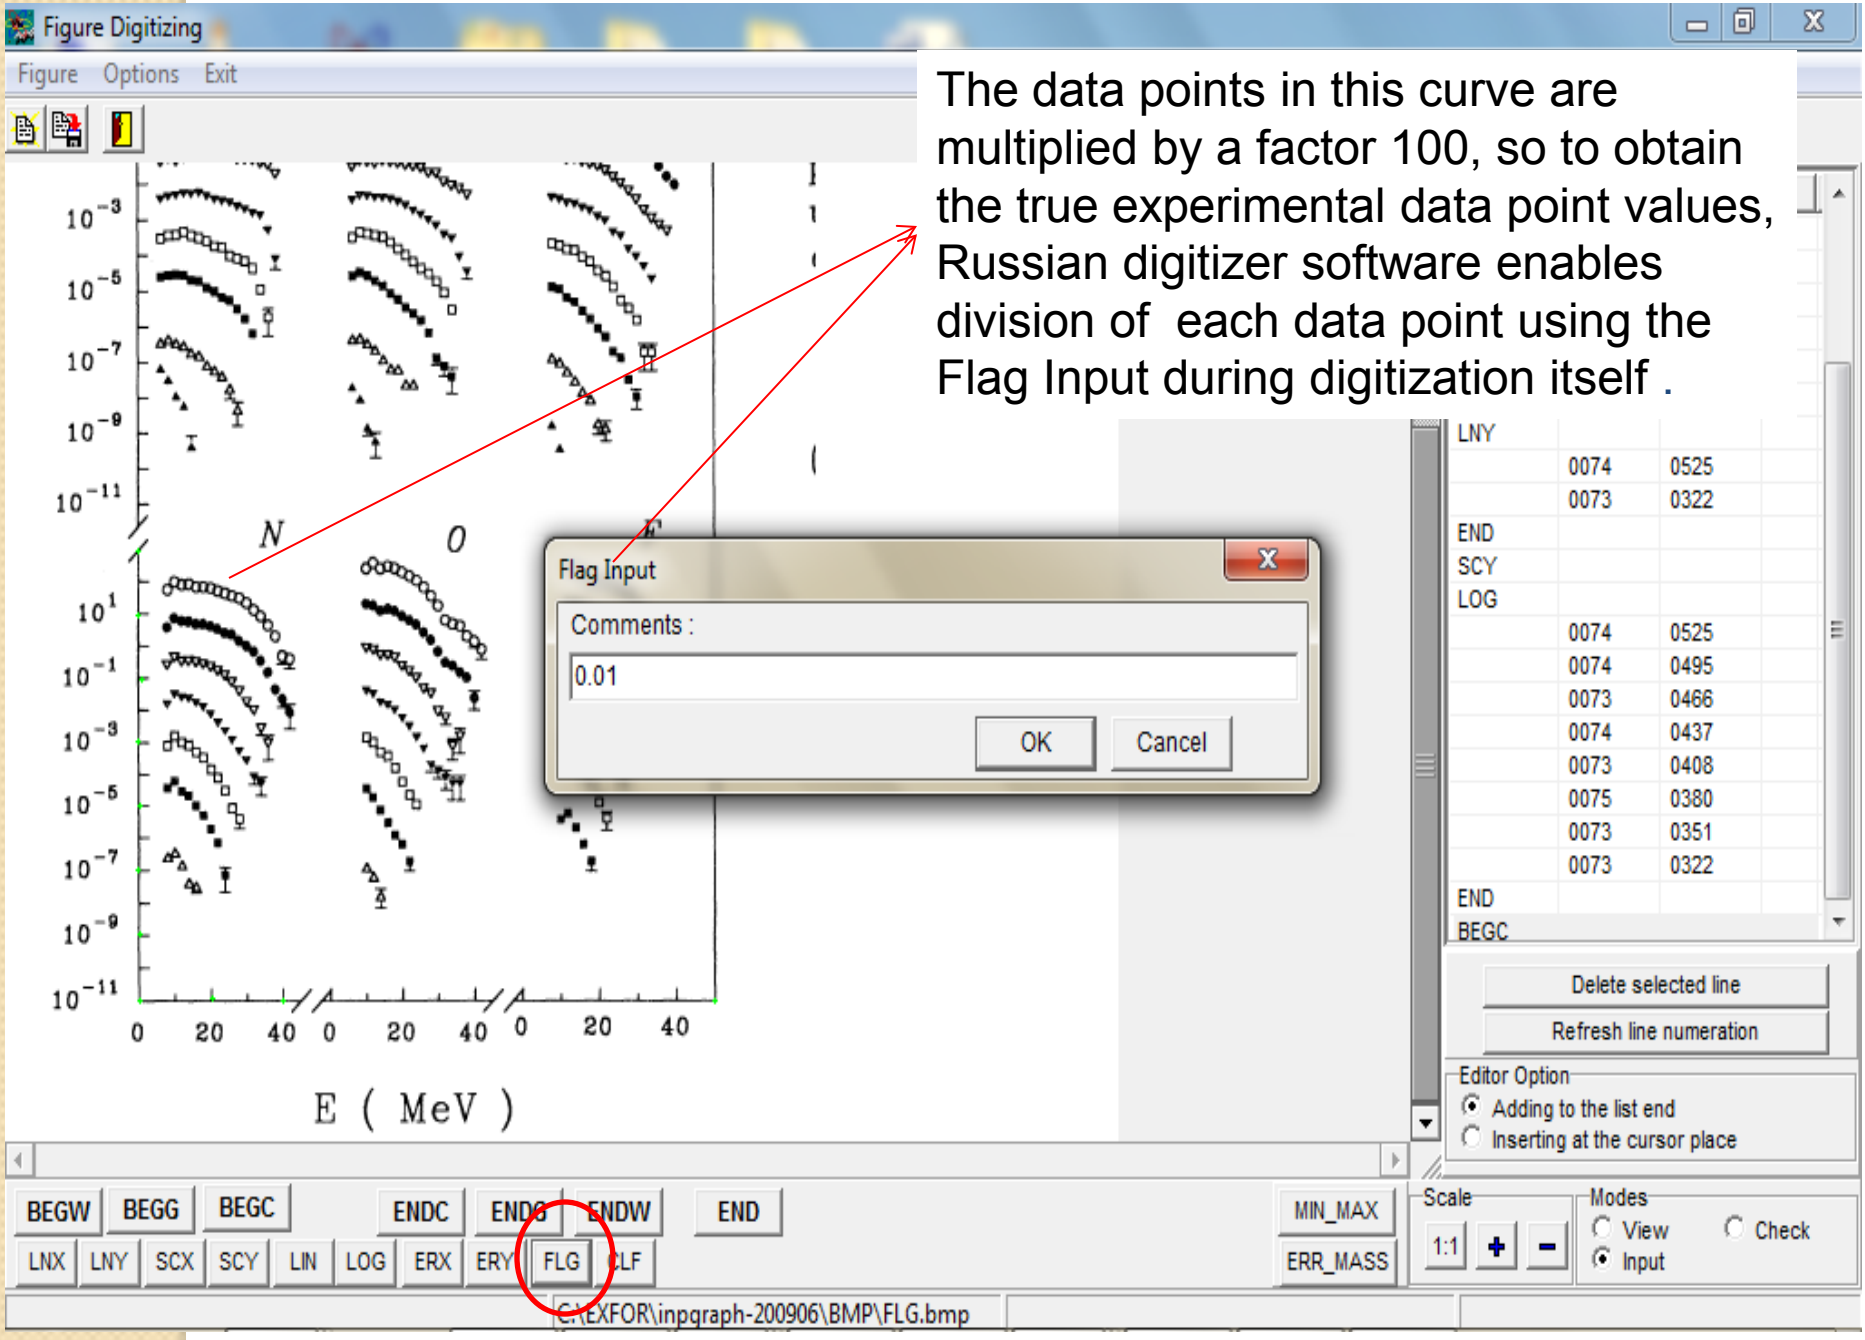 Figure Digitizing
Figure Options Exit
The data points in this curve are
multiplied by a factor 100, so to obtain
the true experimental data point values,
Russian digitizer software enables
division of  each data point using the
Flag Input during digitization itself .
10⁻³
10⁻⁵
10⁻⁷
10⁻⁹
10⁻¹¹
N O F
10¹
10⁻¹
10⁻³
10⁻⁵
10⁻⁷
10⁻⁹
10⁻¹¹
0 20 40 0 20 40 0 20 40
E ( MeV )
Flag Input
Comments :
0.01
OK Cancel
LNY
0074 0525
0073 0322
END
SCY
LOG
0074 0525
0074 0495
0073 0466
0074 0437
0073 0408
0075 0380
0073 0351
0073 0322
END
BEGC
Delete selected line
Refresh line numeration
Editor Option
Adding to the list end
Inserting at the cursor place
BEGW BEGG BEGC ENDC ENDG ENDW END
LNX LNY SCX SCY LIN LOG ERX ERY FLG CLF
MIN_MAX
ERR_MASS
Scale
1:1 + -
Modes
View Check
Input
C:\EXFOR\inpgraph-200906\BMP\FLG.bmp